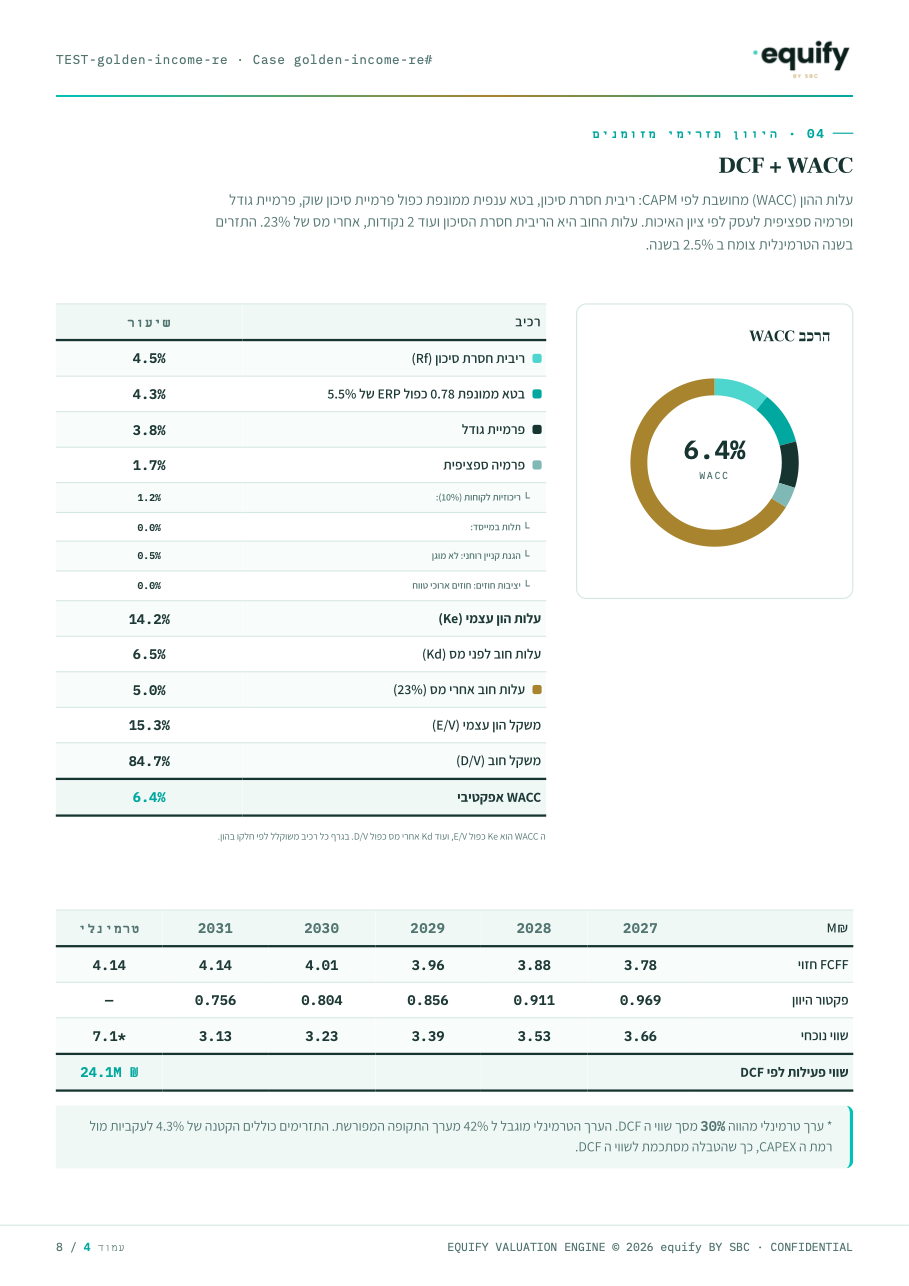 equify
BY SBC
TEST-golden-income-re · Case golden-income-re#
04 · היוון תזרימי מזומנים
DCF + WACC
עלות ההון (WACC) מחושבת לפי CAPM: ריבית חסרת סיכון, בטא ענפית ממונפת כפול פרמיית סיכון שוק, פרמיית גודל
ופרמיה ספציפית לעסק לפי ציון האיכות. עלות החוב היא הריבית חסרת הסיכון ועוד 2 נקודות, אחרי מס של 23%. התזרים
בשנה הטרמינלית צומח ב 2.5% בשנה.
הרכב WACC
6.4%
WACC
רכיב שיעור
ריבית חסרת סיכון (Rf) 4.5%
בטא ממונפת 0.78 כפול ERP של 5.5% 4.3%
פרמיית גודל 3.8%
פרמיה ספציפית 1.7%
└ ריכוזיות לקוחות (10%): 1.2%
└ תלות במייסד: 0.0%
└ הגנת קניין רוחני: לא מוגן 0.5%
└ יציבות חוזים: חוזים ארוכי טווח 0.0%
עלות הון עצמי (Ke) 14.2%
עלות חוב לפני מס (Kd) 6.5%
עלות חוב אחרי מס (23%) 5.0%
משקל הון עצמי (E/V) 15.3%
משקל חוב (D/V) 84.7%
WACC אפקטיבי 6.4%
ה WACC הוא Ke כפול E/V, ועוד Kd אחרי מס כפול D/V. בגרף כל רכיב משוקלל לפי חלקו בהון.
₪M 2027 2028 2029 2030 2031 טרמינלי
FCFF חזוי 3.78 3.88 3.96 4.01 4.14 4.14
פקטור היוון 0.969 0.911 0.856 0.804 0.756 —
שווי נוכחי 3.66 3.53 3.39 3.23 3.13 7.1*
שווי פעילות לפי DCF ₪ 24.1M
* ערך טרמינלי מהווה 30% מסך שווי ה DCF. הערך הטרמינלי מוגבל ל 42% מערך התקופה המפורשת. התזרימים כוללים הקטנה של 4.3% לעקביות מול
רמת ה CAPEX, כך שהטבלה מסתכמת לשווי ה DCF.
EQUIFY VALUATION ENGINE © 2026 equify BY SBC · CONFIDENTIAL
עמוד 4 / 8